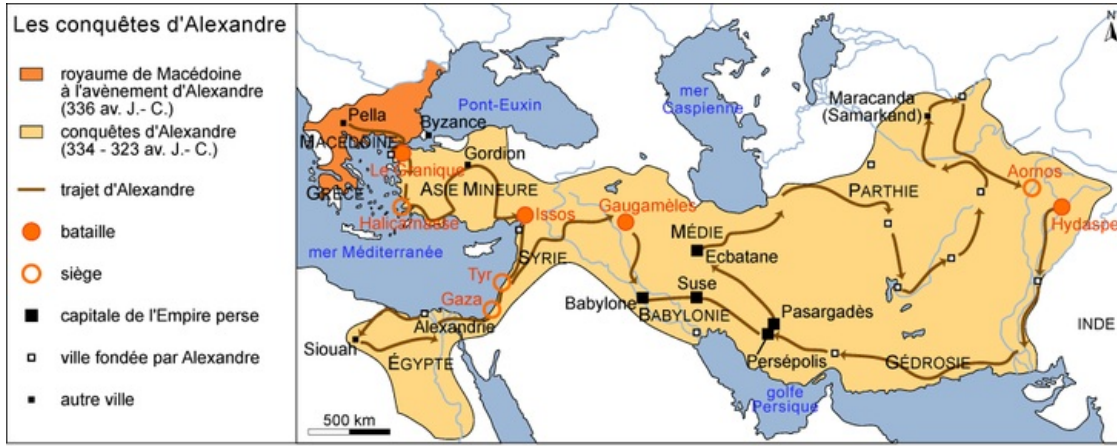 Les conquêtes d'Alexandre
royaume de Macédoine
à l'avènement d'Alexandre
(336 av. J.- C.)
conquêtes d'Alexandre
(334 - 323 av. J.- C.)
trajet d'Alexandre
bataille
siège
capitale de l'Empire perse
ville fondée par Alexandre
autre ville
N
Pella
MACÉDOINE
GRÈCE
Byzance
Pont-Euxin
mer
Caspienne
Maracanda
(Samarkand)
Gordion
Le Granique
ASIE MINEURE
Halicarnasse
Issos
Gaugamèles
PARTHIE
Aornos
Hydaspe
mer Méditerranée
SYRIE
MÉDIE
Ecbatane
Tyr
Gaza
Suse
Babylone
BABYLONIE
Pasargadès
Persépolis
Alexandrie
Siouah
ÉGYPTE
GÉDROSIE
INDE
golfe
Persique
500 km